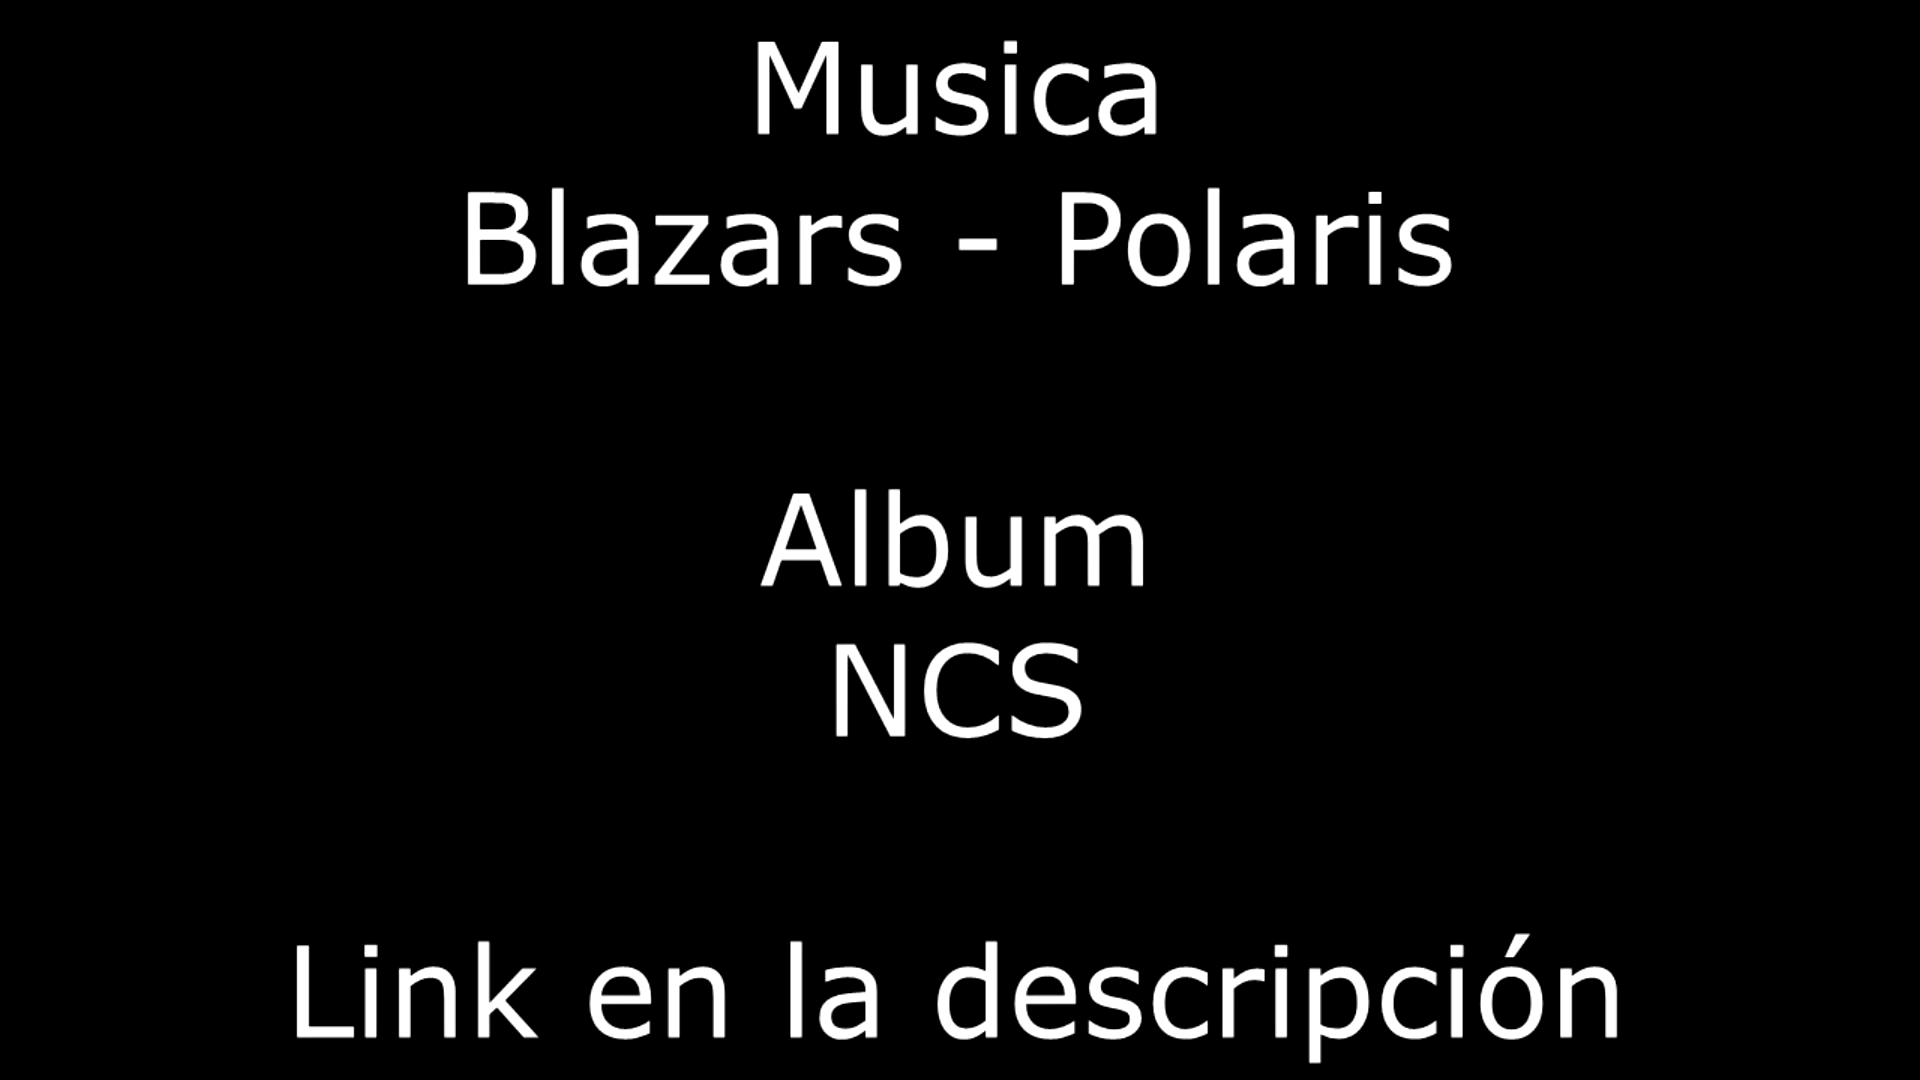 Musica
Blazars - Polaris
Album
NCS
Link en la descripción